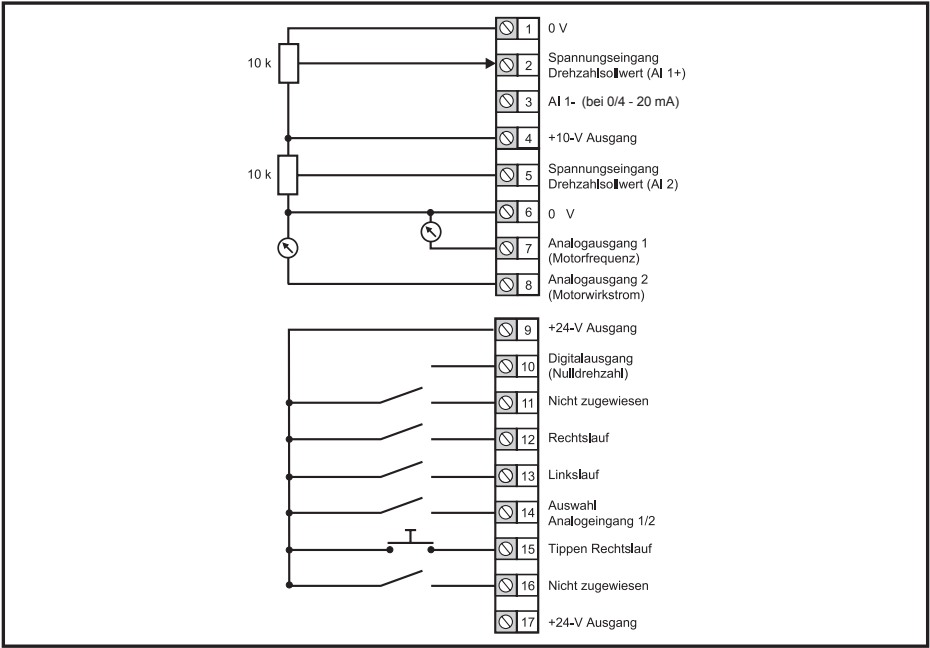 1 0 V
10 k
2 Spannungseingang
Drehzahlsollwert (AI 1+)
3 AI 1- (bei 0/4 - 20 mA)
4 +10-V Ausgang
10 k
5 Spannungseingang
Drehzahlsollwert (AI 2)
6 0 V
7 Analogausgang 1
(Motorfrequenz)
8 Analogausgang 2
(Motorwirkstrom)
9 +24-V Ausgang
10 Digitalausgang
(Nulldrehzahl)
11 Nicht zugewiesen
12 Rechtslauf
13 Linkslauf
14 Auswahl
Analogeingang 1/2
15 Tippen Rechtslauf
16 Nicht zugewiesen
17 +24-V Ausgang